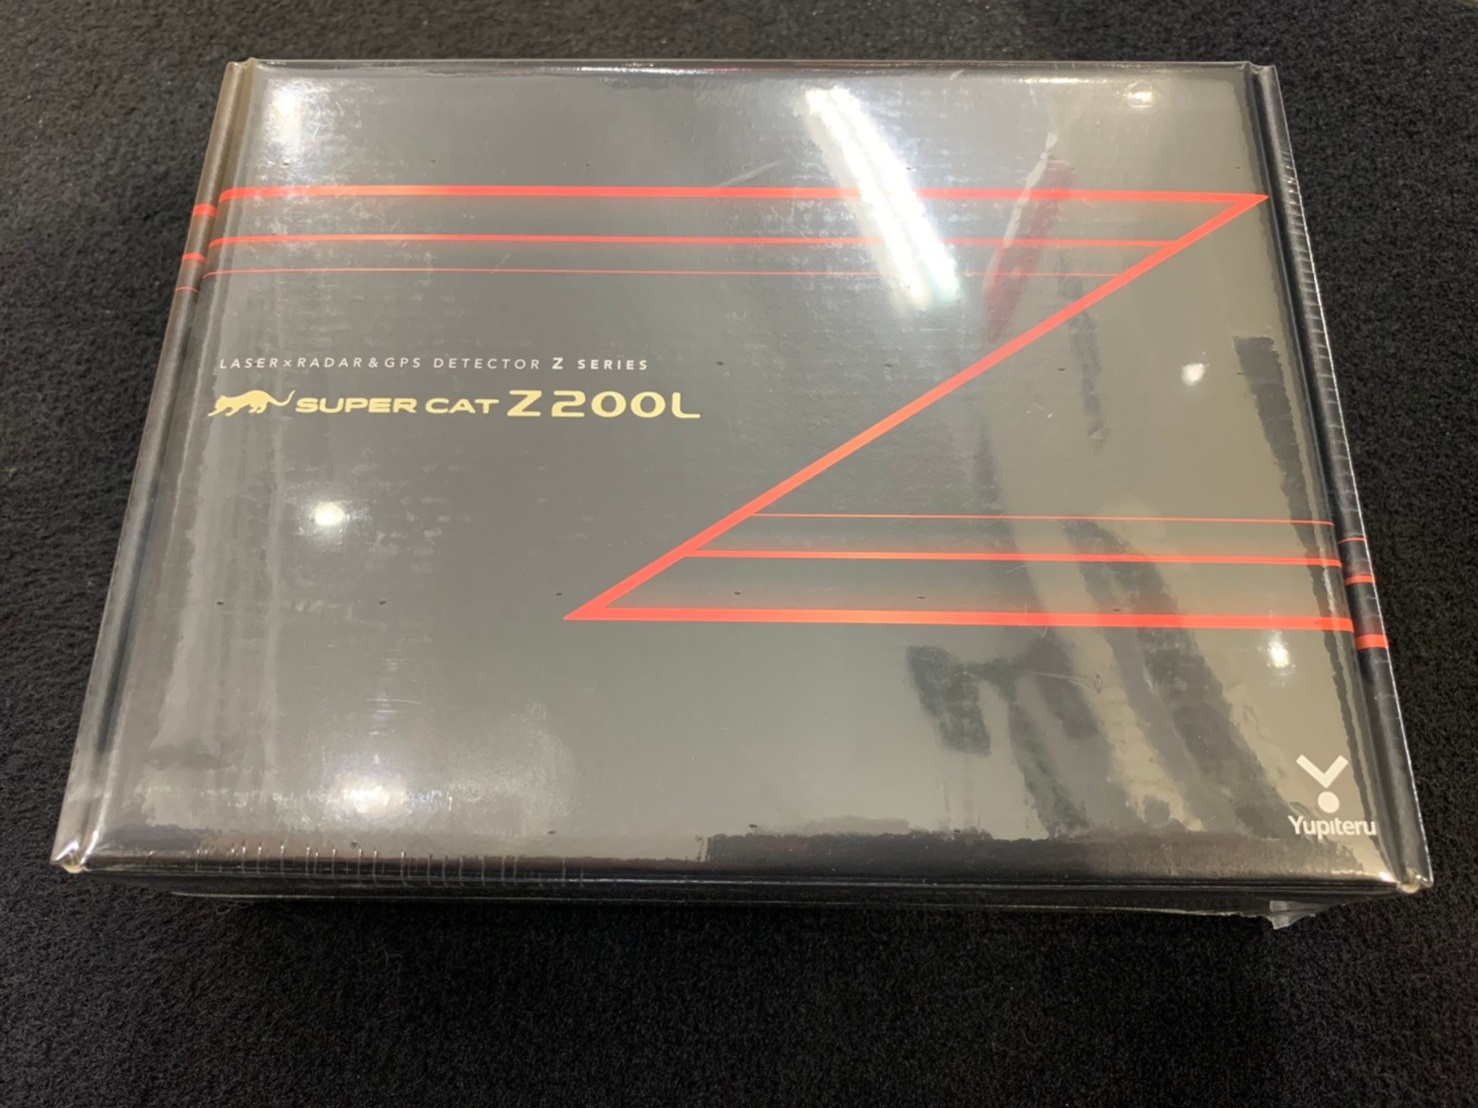 LASER×RADAR&GPS DETECTOR Z SERIES
SUPER CAT Z200L
Yupiteru